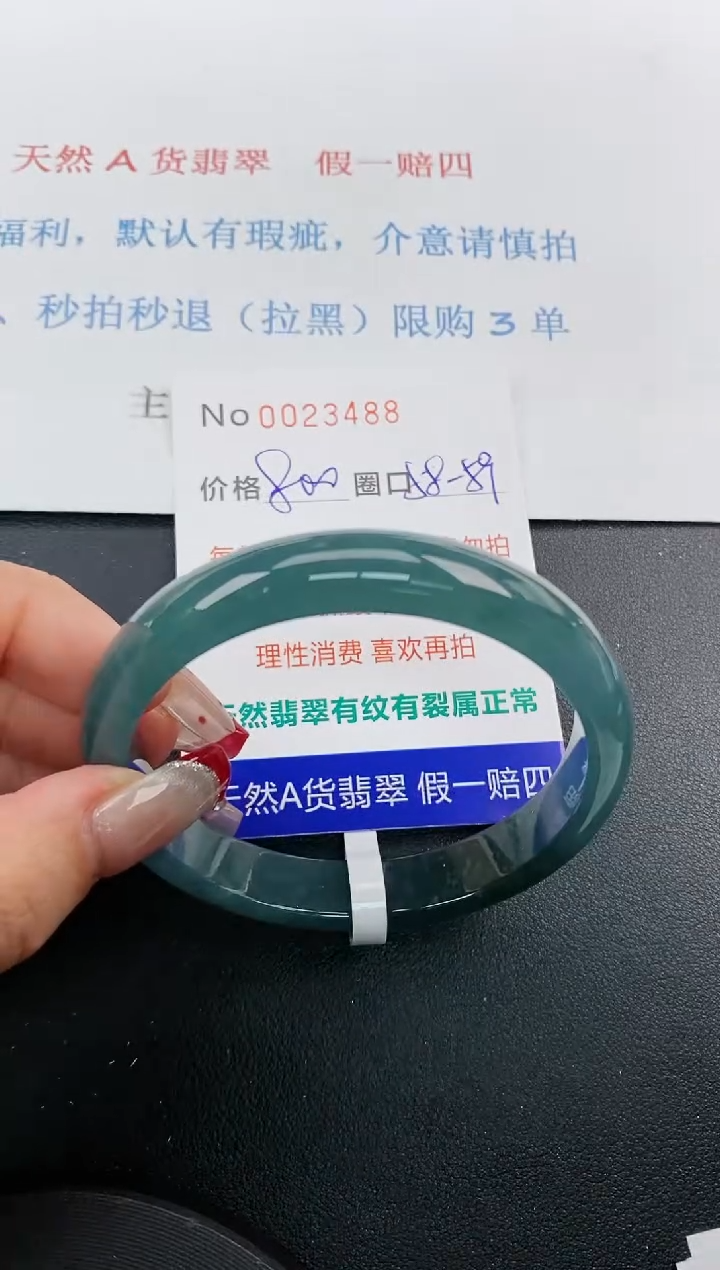 天然A货翡翠 假一赔四
福利，默认有瑕疵，介意请慎拍
、秒拍秒退（拉黑）限购3单
主
No 0023488
价格 800 圈口 58-59
勿拍
理性消费 喜欢再拍
天然翡翠有纹有裂属正常
天然A货翡翠 假一赔四